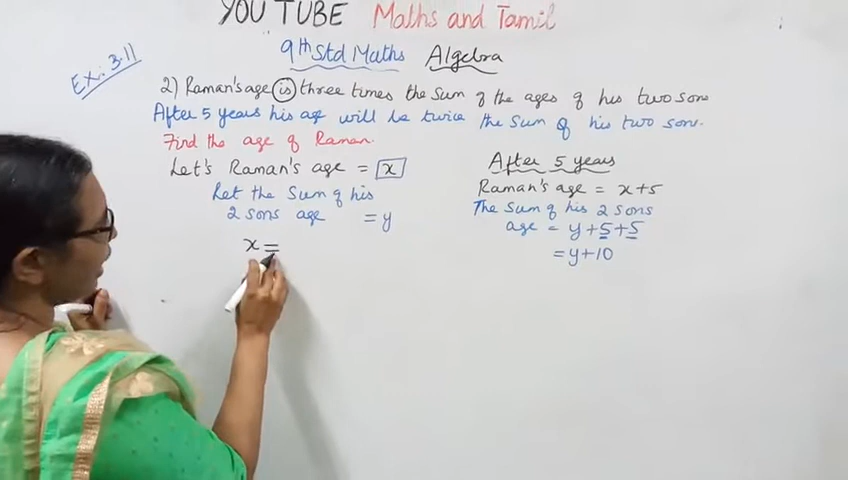 YOU TUBE Maths and Tamil
9th Std Maths Algebra
Ex: 3.11
2) Raman's age is three times the sum of the ages of his two sons
After 5 years his age will be twice the sum of his two sons.
Find the age of Raman.
Let's Raman's age = x
Let the Sum of his
2 sons age = y
x =
After 5 years
Raman's age = x+5
The Sum of his 2 sons
age = y+5+5
= y+10